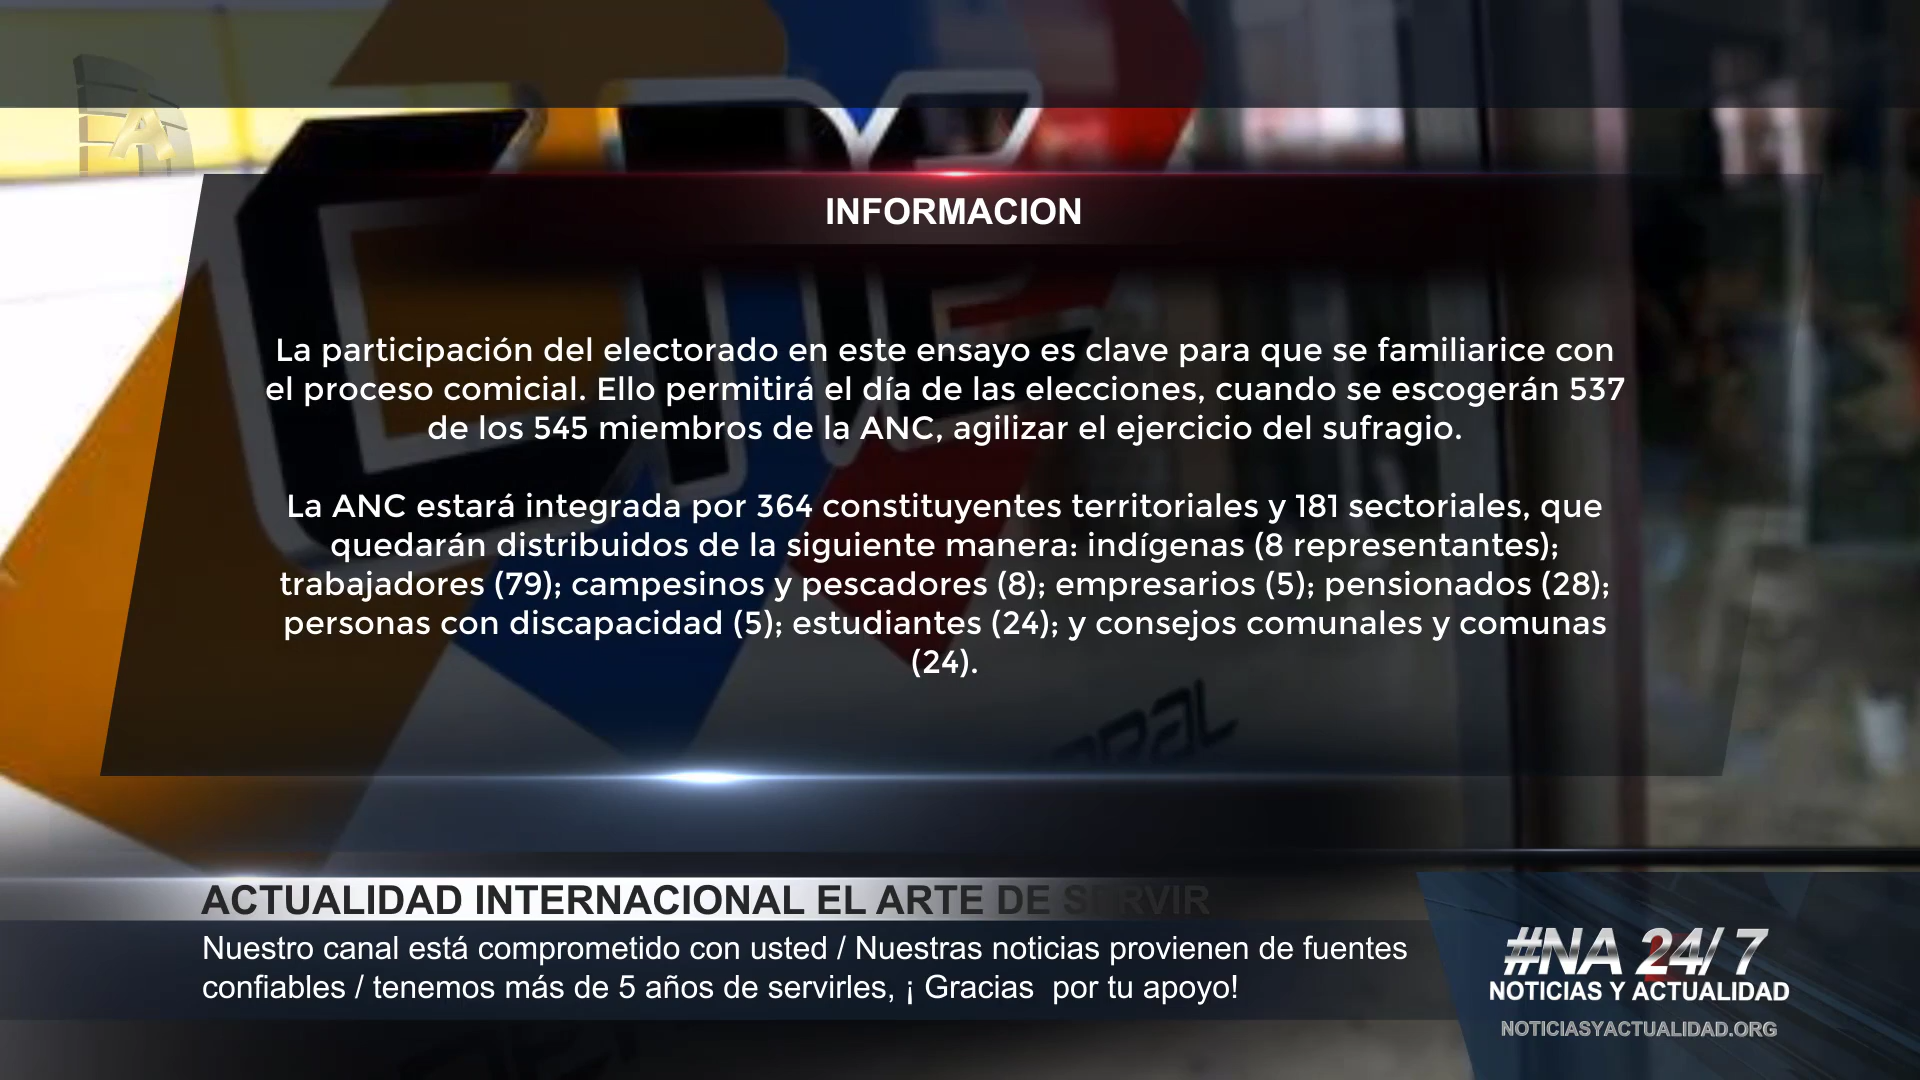 cne
INFORMACION
La participación del electorado en este ensayo es clave para que se familiarice con
el proceso comicial. Ello permitirá el día de las elecciones, cuando se escogerán 537
de los 545 miembros de la ANC, agilizar el ejercicio del sufragio.
La ANC estará integrada por 364 constituyentes territoriales y 181 sectoriales, que
quedarán distribuidos de la siguiente manera: indígenas (8 representantes);
trabajadores (79); campesinos y pescadores (8); empresarios (5); pensionados (28);
personas con discapacidad (5); estudiantes (24); y consejos comunales y comunas
(24).
ACTUALIDAD INTERNACIONAL EL ARTE DE SERVIR
Nuestro canal está comprometido con usted / Nuestras noticias provienen de fuentes
confiables / tenemos más de 5 años de servirles, ¡ Gracias  por tu apoyo!
#NA 24/7
NOTICIAS Y ACTUALIDAD
NOTICIASYACTUALIDAD.ORG